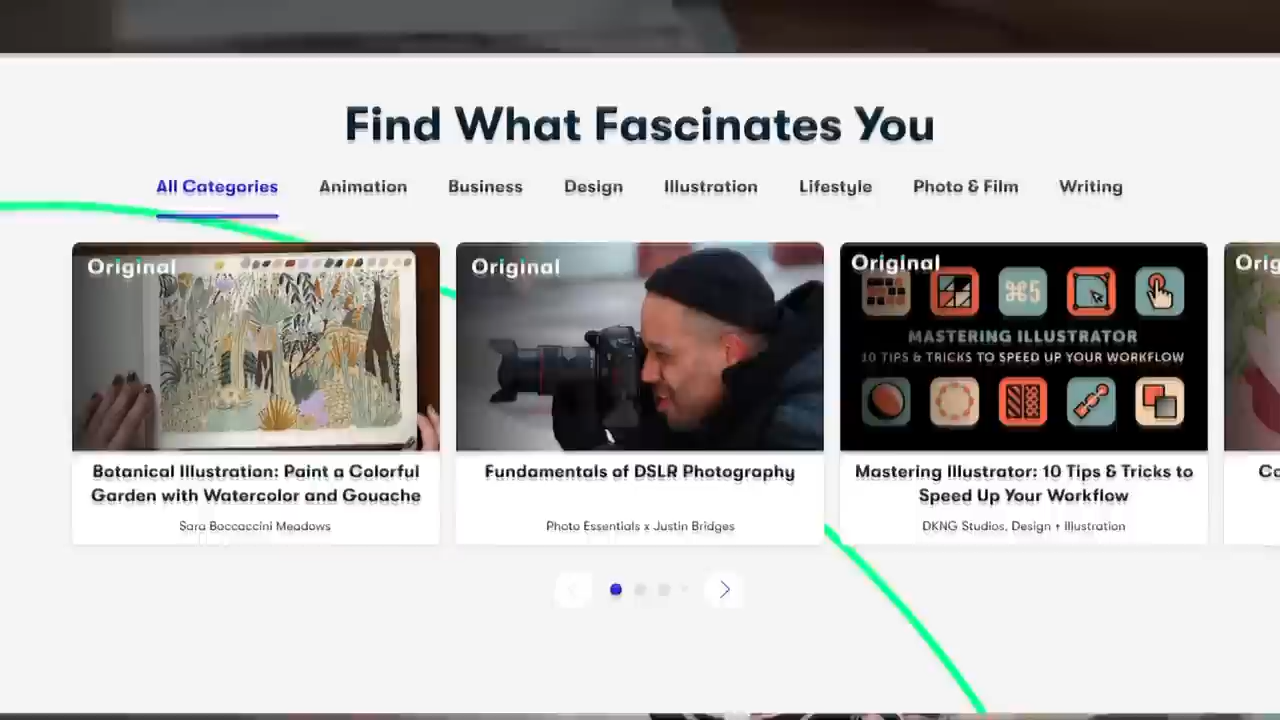 Find What Fascinates You
All Categories
Animation
Business
Design
Illustration
Lifestyle
Photo & Film
Writing
Original
Botanical Illustration: Paint a Colorful
Garden with Watercolor and Gouache
Sara Boccaccini Meadows
Original
Fundamentals of DSLR Photography
Photo Essentials x Justin Bridges
Original
⌘5
MASTERING ILLUSTRATOR
10 TIPS & TRICKS TO SPEED UP YOUR WORKFLOW
Mastering Illustrator: 10 Tips & Tricks to
Speed Up Your Workflow
DKNG Studios, Design + Illustration
Orig
Co